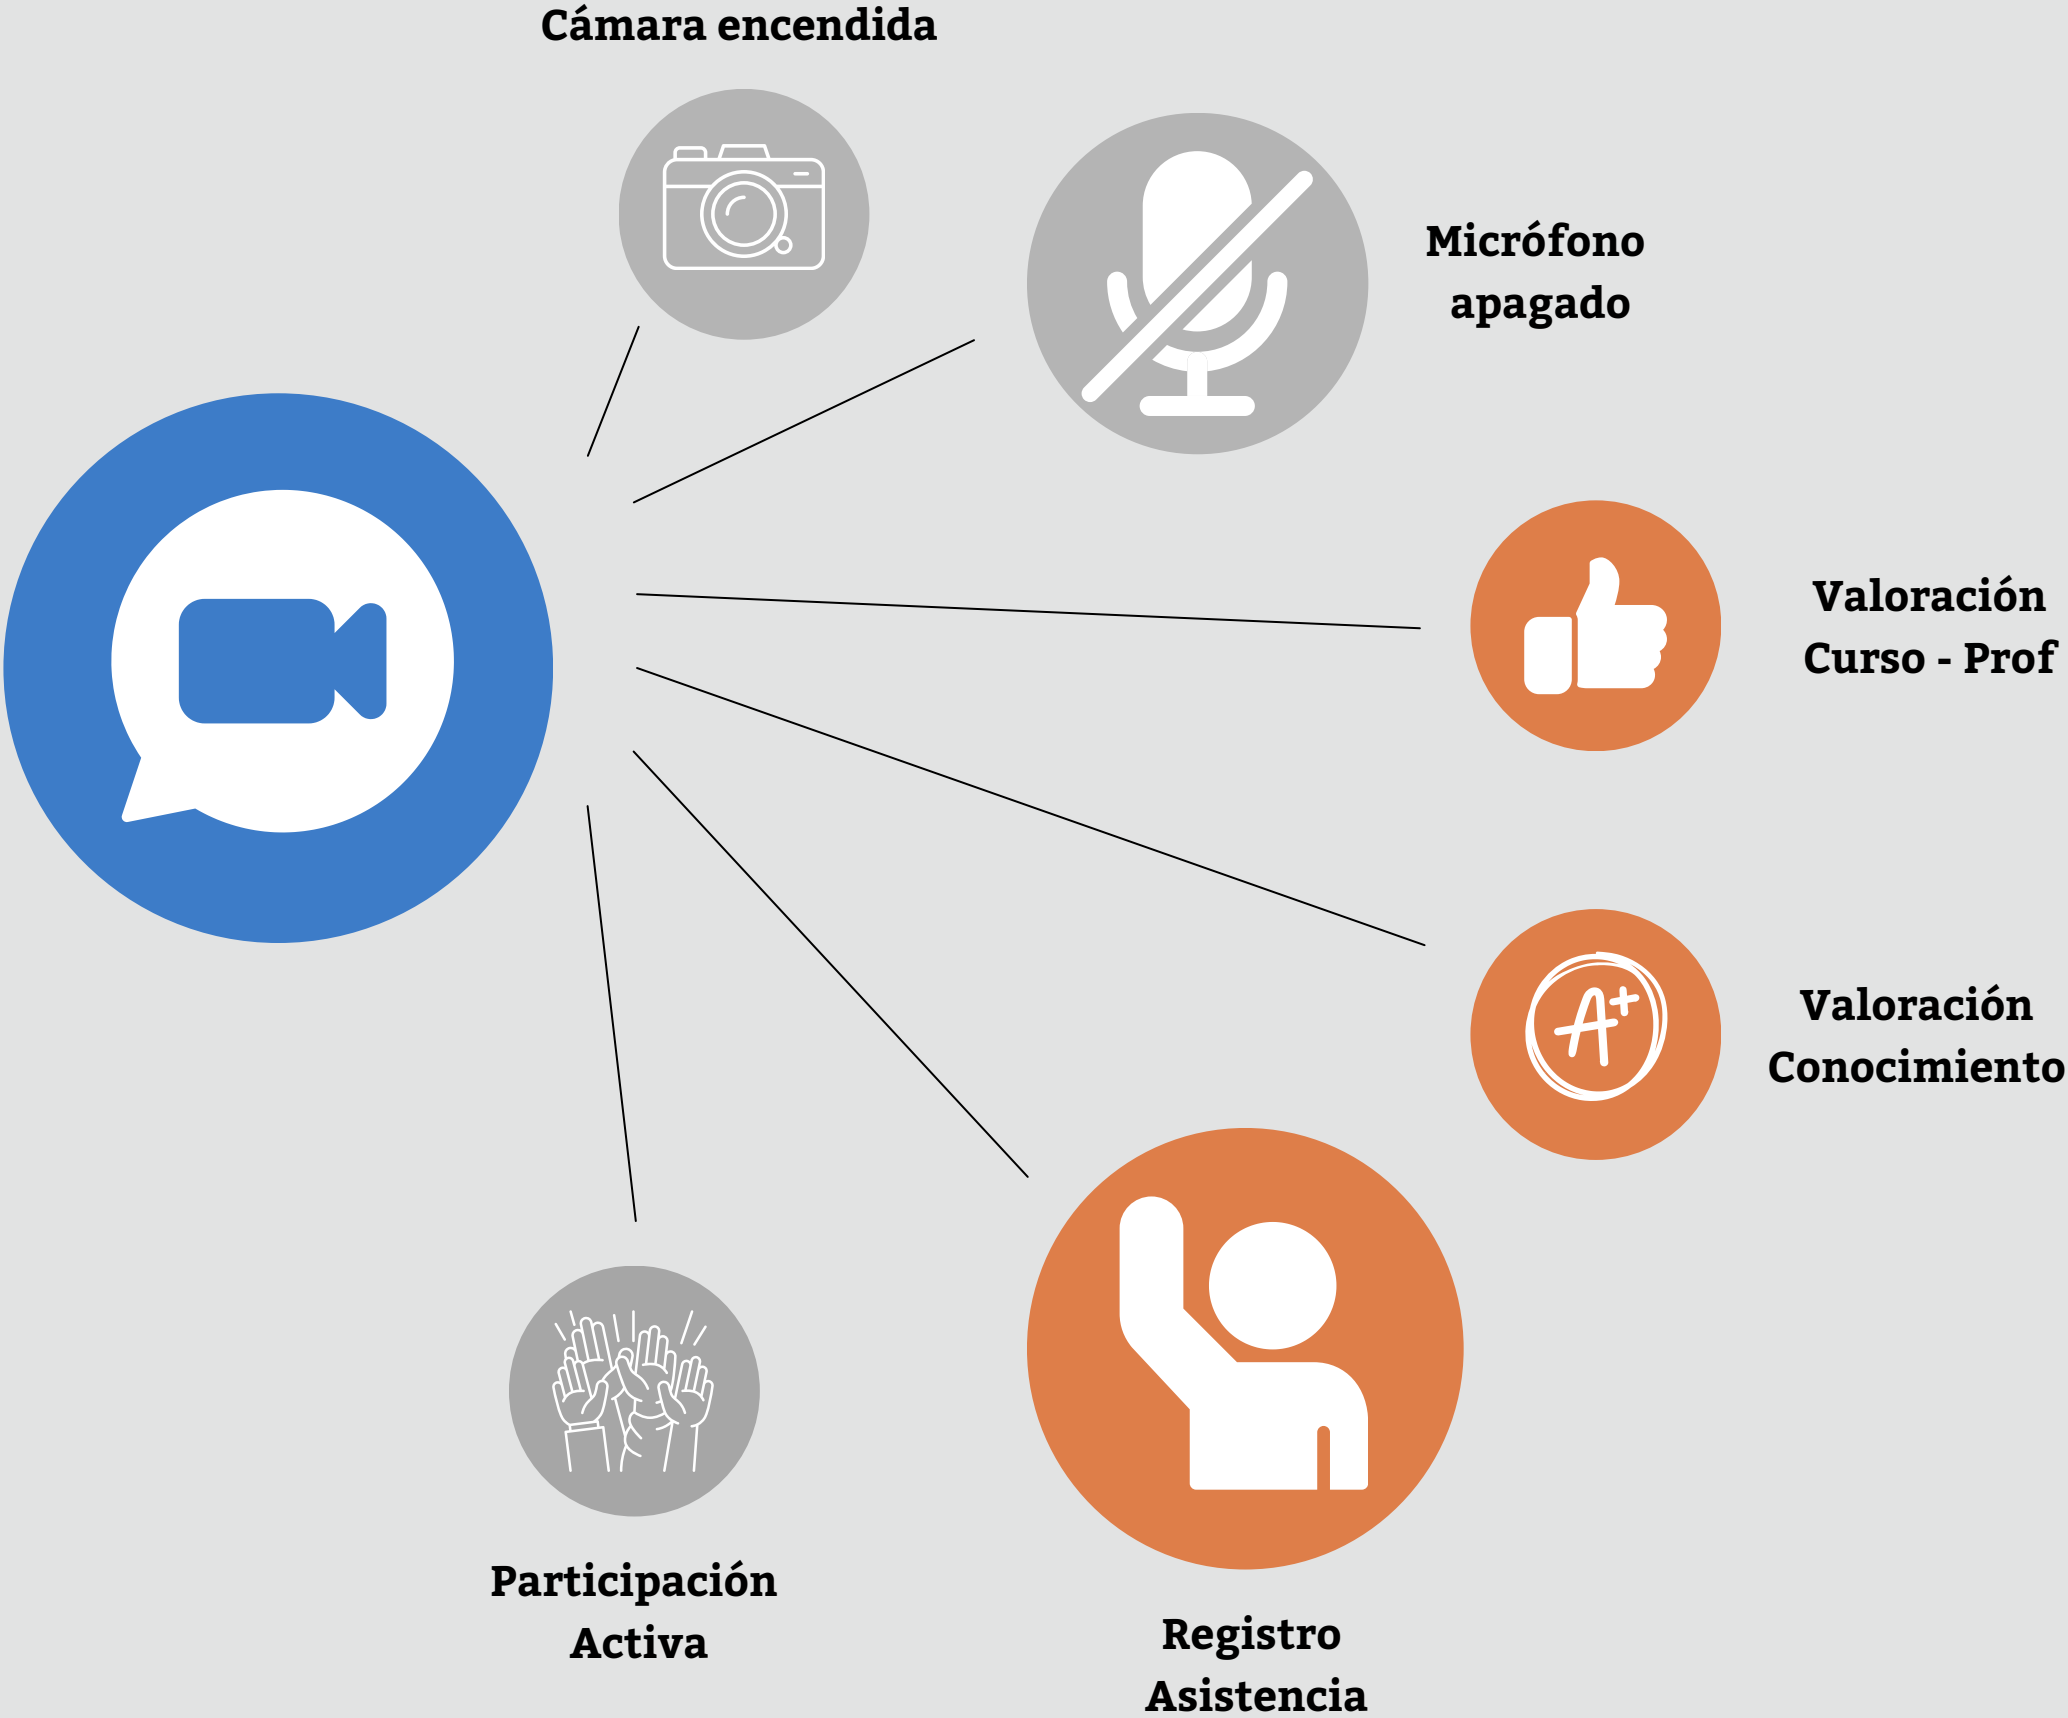 Cámara encendida
Micrófono
apagado
Valoración
Curso - Prof
Valoración
Conocimiento
A+
Participación
Activa
Registro
Asistencia